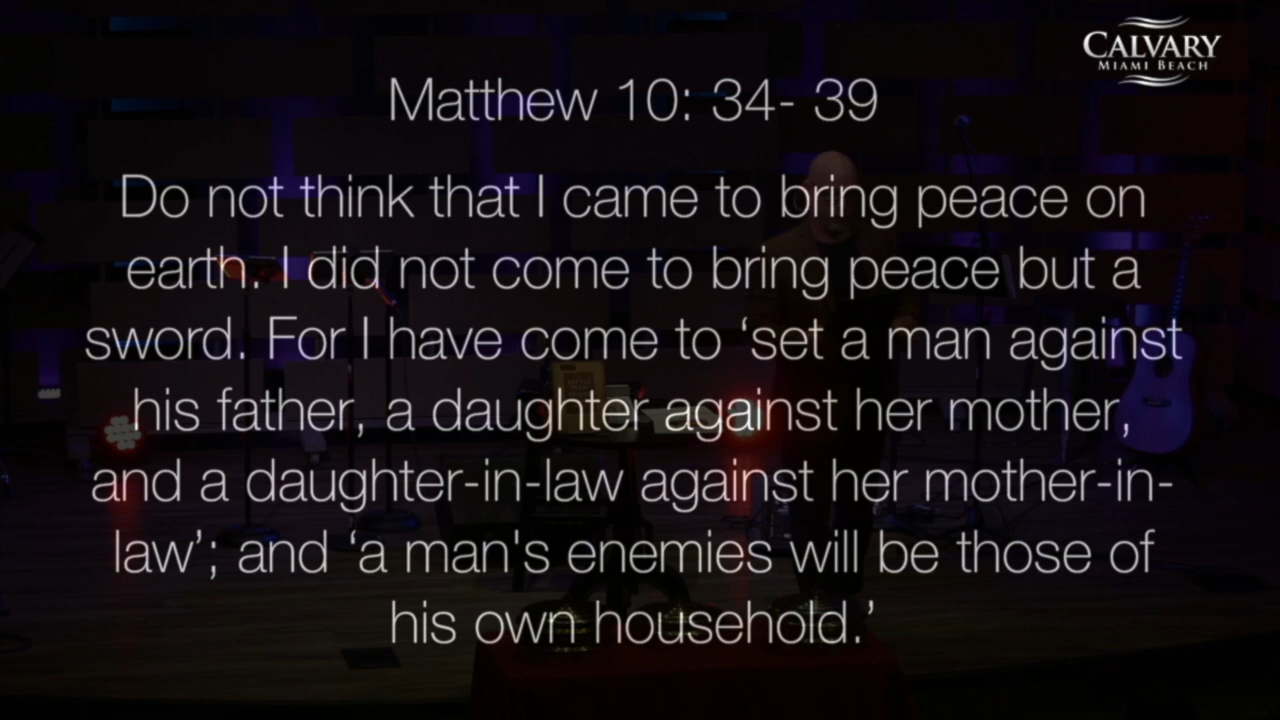 CALVARY
MIAMI BEACH
Matthew 10: 34- 39
Do not think that I came to bring peace on
earth. I did not come to bring peace but a
sword. For I have come to ‘set a man against
his father, a daughter against her mother,
and a daughter-in-law against her mother-in-
law’; and ‘a man's enemies will be those of
his own household.’